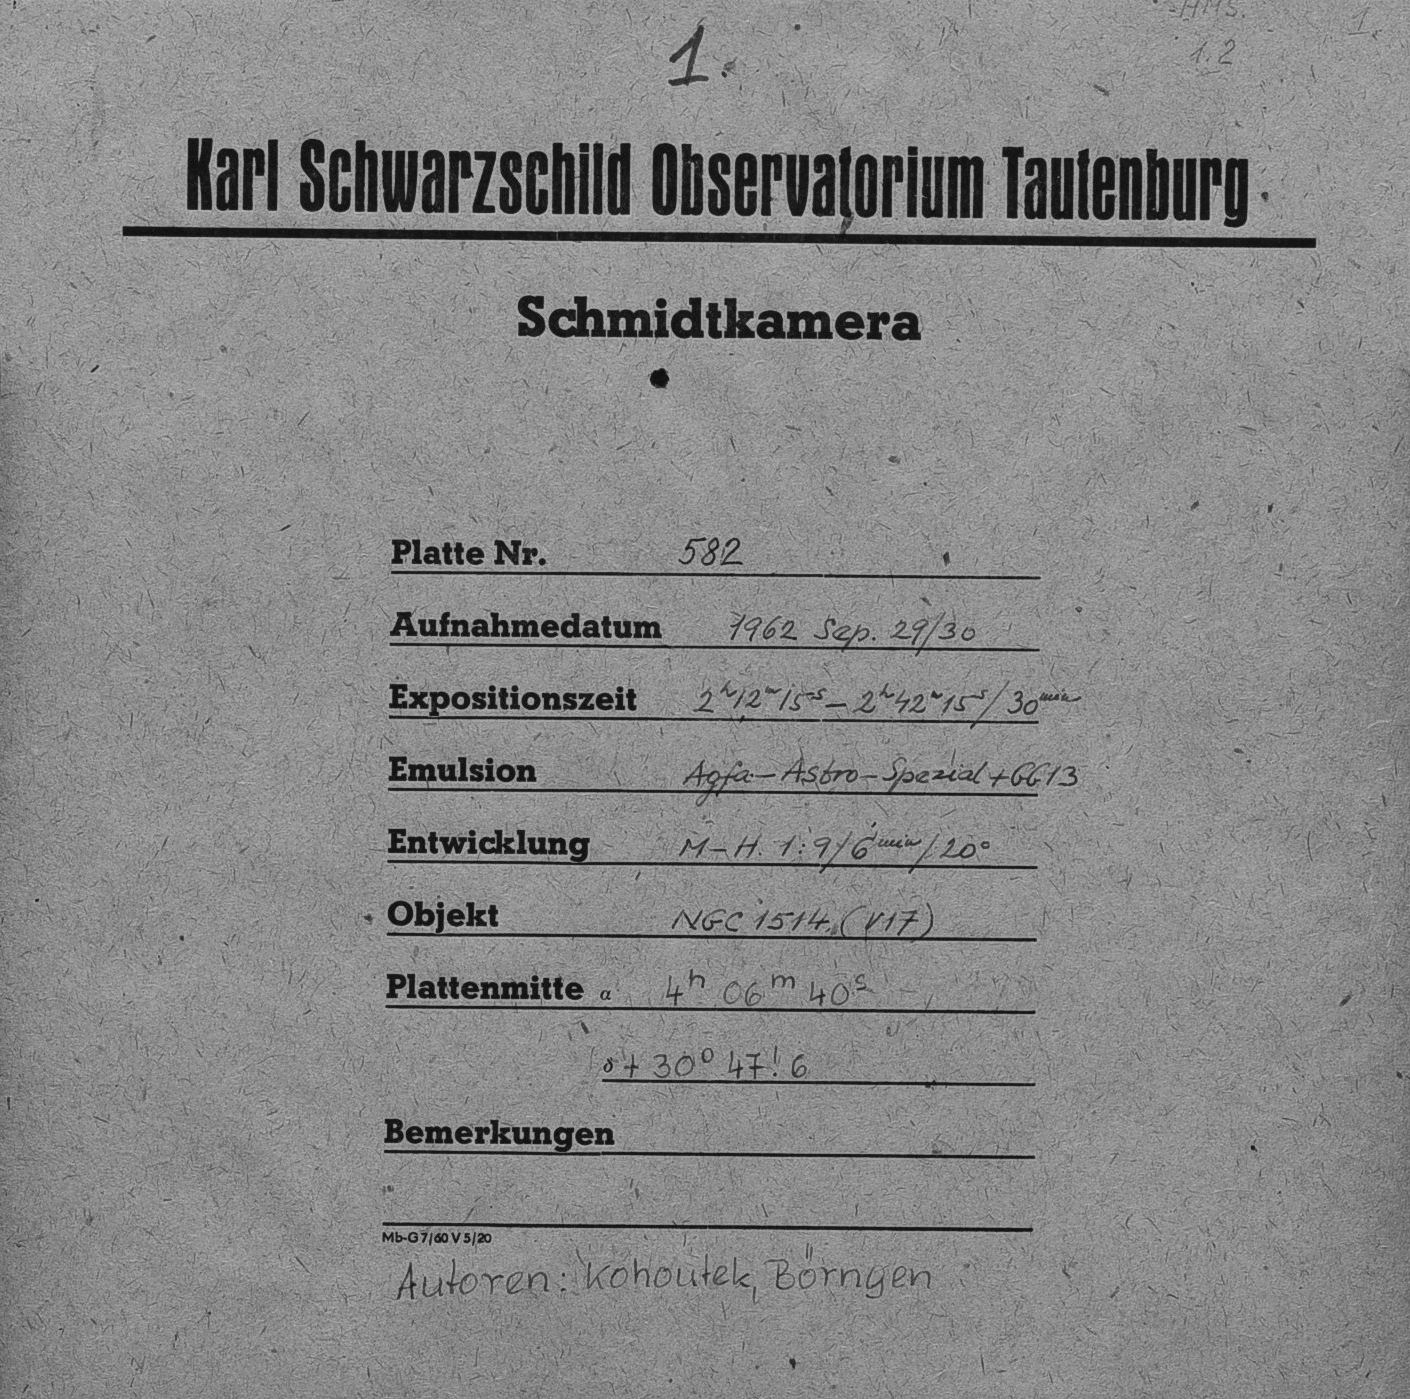 1.
1.2
1.
Karl Schwarzschild Observatorium Tautenburg
Schmidtkamera
Platte Nr. 582
Aufnahmedatum 1962 Sep. 29/30
Expositionszeit 2h12m15s – 2h42m15s/30min
Emulsion Agfa – Astro – Spezial + GG13
Entwicklung M – H. 1:9/6min/20°
Objekt NGC 1514 (V17)
Plattenmitte α 4h 06m 40s
δ + 30° 47!6
Bemerkungen
Mb-G 7/60 V 5/20
Autoren: Kohoutek, Börngen